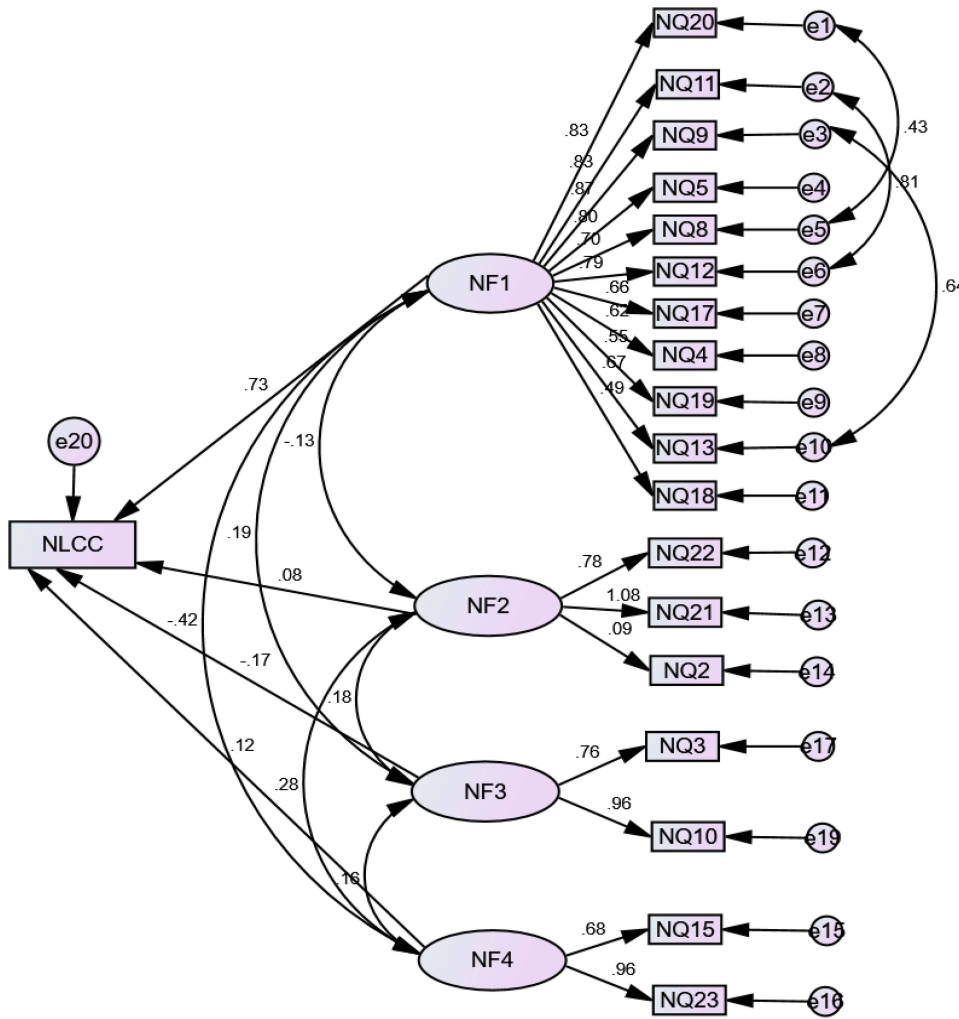 NQ20
e1
NQ11
e2
NQ9
e3
.43
.83
.83
.81
.87
NQ5
e4
.80
NQ8
e5
.70
.79
NQ12
e6
NF1
.66
NQ17
e7
.64
.62
.55
NQ4
e8
.67
.73
.49
NQ19
e9
e20
-.13
NQ13
e10
NQ18
e11
NLCC
.19
NQ22
e12
.78
.08
1.08
NF2
NQ21
e13
-.42
.09
-.17
NQ2
e14
.18
.12
.76
NQ3
e17
.28
NF3
.96
NQ10
e19
.16
.68
NQ15
e15
NF4
.96
NQ23
e16